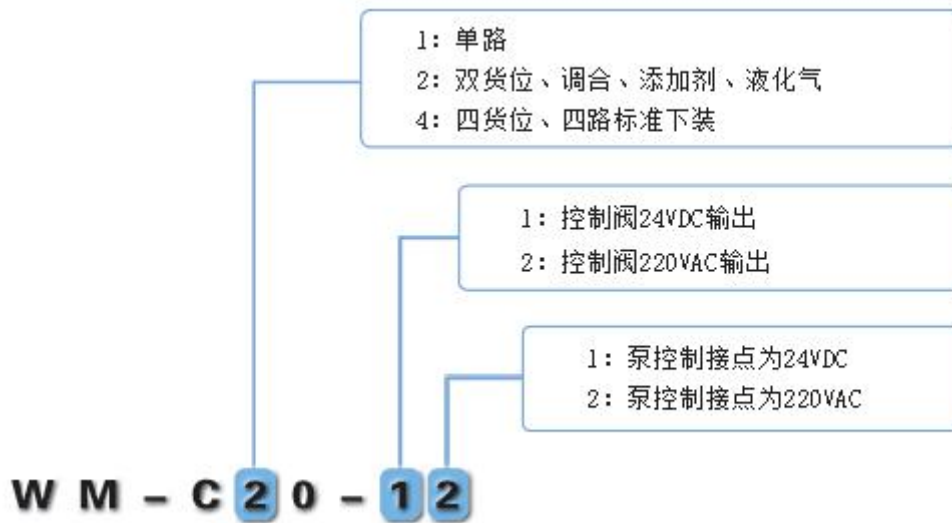 1: 单路
2: 双货位、调合、添加剂、液化气
4: 四货位、四路标准下装
1: 控制阀24VDC输出
2: 控制阀220VAC输出
1: 泵控制接点为24VDC
2: 泵控制接点为220VAC
WM-C20-12